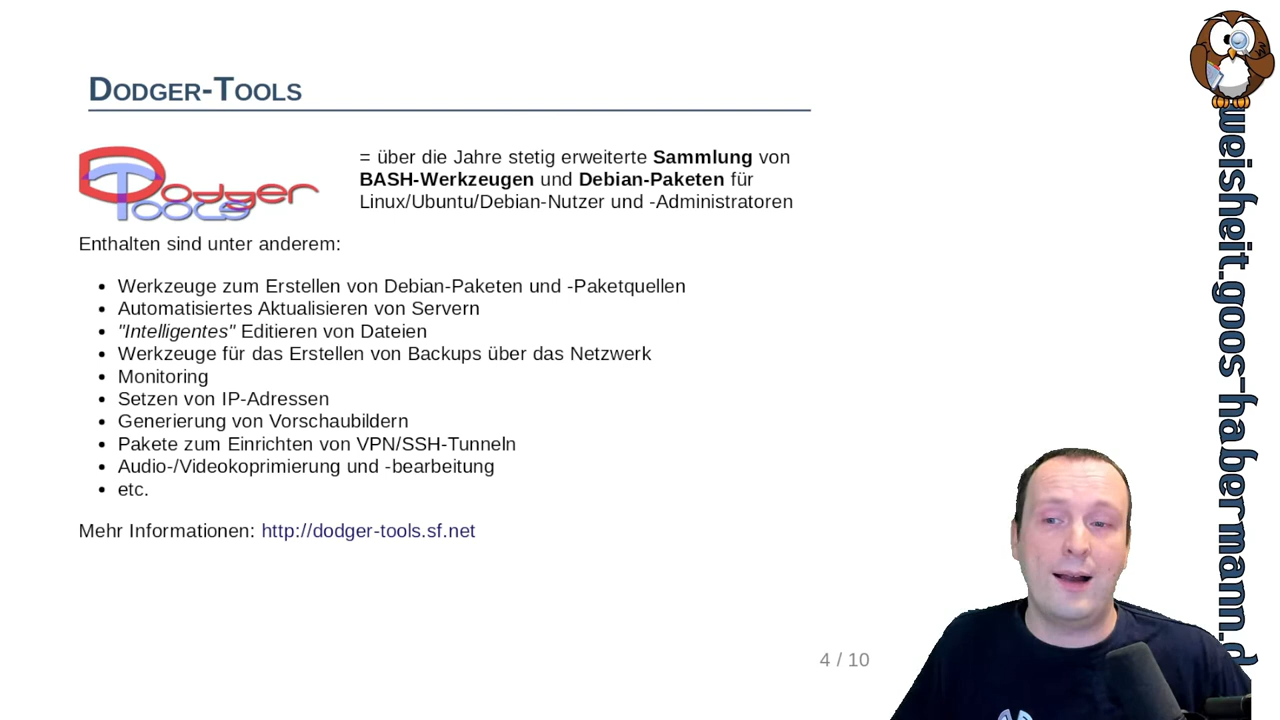 DODGER-TOOLS
Dodger
Tools
= über die Jahre stetig erweiterte Sammlung von
BASH-Werkzeugen und Debian-Paketen für
Linux/Ubuntu/Debian-Nutzer und -Administratoren
Enthalten sind unter anderem:
• Werkzeuge zum Erstellen von Debian-Paketen und -Paketquellen
• Automatisiertes Aktualisieren von Servern
• "Intelligentes" Editieren von Dateien
• Werkzeuge für das Erstellen von Backups über das Netzwerk
• Monitoring
• Setzen von IP-Adressen
• Generierung von Vorschaubildern
• Pakete zum Einrichten von VPN/SSH-Tunneln
• Audio-/Videokoprimierung und -bearbeitung
• etc.
Mehr Informationen: http://dodger-tools.sf.net
4 / 10
weisheit.goos-habermann.d